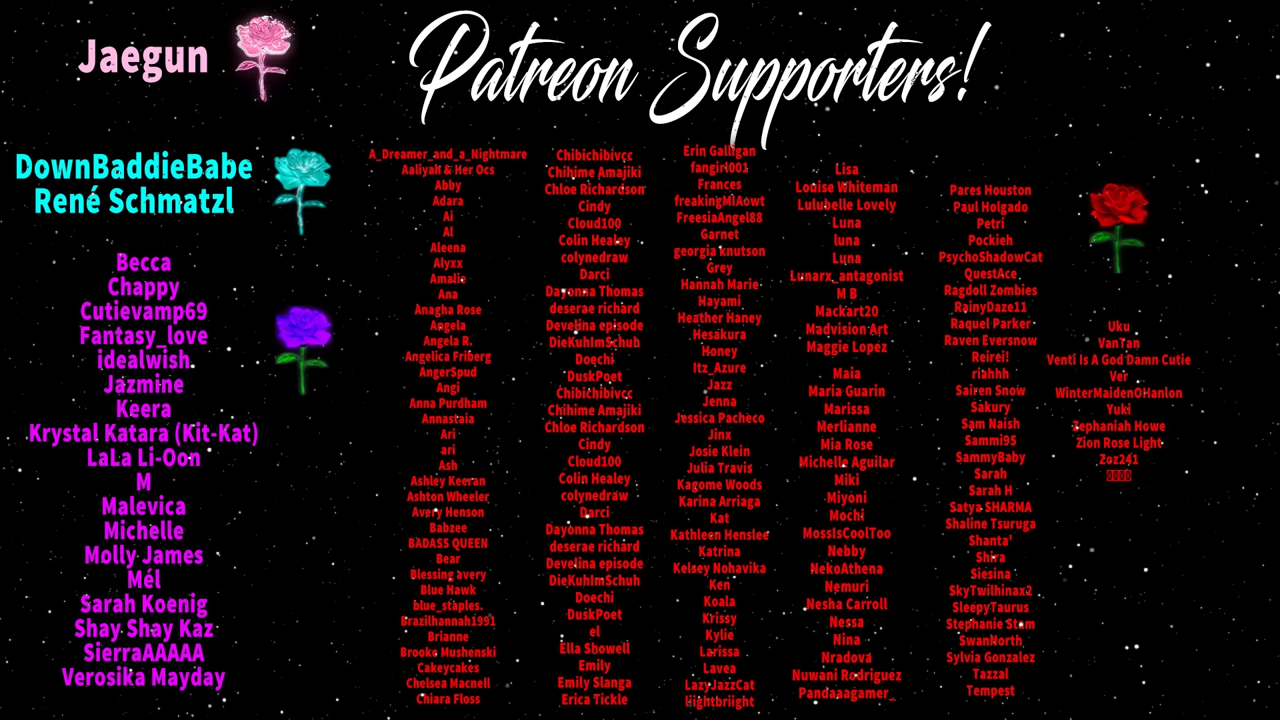 Patreon Supporters!
Jaegun
DownBaddieBabe
René Schmatzl
Becca
Chappy
Cutievamp69
Fantasy_love
idealwish.
Jazmine
Keera
Krystal Katara (Kit-Kat)
LaLa Li-Oon
M
Malevica
Michelle
Molly James
Mél
Sarah Koenig
Shay Shay Kaz
SierraAAAAA
Verosika Mayday
A_Dreamer_and_a_Nightmare
Aaliyah & Her Ocs
Abby
Adara
Ai
Al
Aleena
Alyxx
Amalia
Ana
Anagha Rose
Angela
Angela R.
Angelica Friberg
AngerSpud
Angi
Anna Purdham
Annastaia
Ari
ari
Ash
Ashley Keeran
Ashton Wheeler
Avery Henson
Babzee
BADASS QUEEN
Bear
Blessing avery
Blue Hawk
blue_staples.
Brazilhannah1991
Brianne
Brooke Mushenski
Cakeycakes
Chelsea Macnell
Chiara Floss
Chibichibivcc
Chihime Amajiki
Chloe Richardson
Cindy
Cloud100
Colin Healey
colynedraw
Darci
Dayonna Thomas
deserae richard
Develina episode
DieKuhImSchuh
Doechi
DuskPoet
Chibichibivcc
Chihime Amajiki
Chloe Richardson
Cindy
Cloud100
Colin Healey
colynedraw
Darci
Dayonna Thomas
deserae richard
Develina episode
DieKuhImSchuh
Doechi
DuskPoet
el
Ella Showell
Emily
Emily Slanga
Erica Tickle
Erin Galligan
fangirl001
Frances
freakingMIAowt
FreesiaAngel88
Garnet
georgia knutson
Grey
Hannah Marie
Hayami
Heather Haney
Hesakura
Honey
Itz_Azure
Jazz
Jenna
Jessica Pacheco
Jinx
Josie Klein
Julia Travis
Kagome Woods
Karina Arriaga
Kat
Kathleen Henslee
Katrina
Kelsey Nohavika
Ken
Koala
Krissy
Kylie
Larissa
Lavea
LazyJazzCat
liightbriight
Lisa
Louise Whiteman
Lulubelle Lovely
Luna
luna
Luna
Lunarx_antagonist
M B
Mackart20
Madvision Art
Maggie Lopez
Maia
Maria Guarin
Marissa
Merlianne
Mia Rose
Michelle Aguilar
Miki
Miyoni
Mochi
MossIsCoolToo
Nebby
NekoAthena
Nemuri
Nesha Carroll
Nessa
Nina
Nradova
Nuwani Rodriguez
Pandaaagamer_
Pares Houston
Paul Holgado
Petri
Pockieh
PsychoShadowCat
QuestAce
Ragdoll Zombies
RainyDaze11
Raquel Parker
Raven Eversnow
Reirei!
riahhh
Sairen Snow
Sakury
Sam Naish
Sammi95
SammyBaby
Sarah
Sarah H
Satya SHARMA
Shaline Tsuruga
Shanta'
Shira
Siesina
SkyTwilhinax2
SleepyTaurus
Stephanie Stam
SwanNorth
Sylvia Gonzalez
Tazzal
Tempest
Uku
VanTan
Venti Is A God Damn Cutie
Ver
WinterMaidenOHanlon
Yuki
Zephaniah Howe
Zion Rose Light
Zoz241